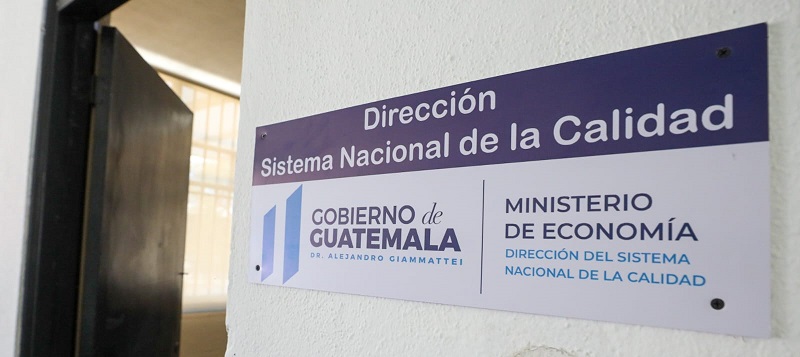 Dirección
Sistema Nacional de la Calidad
GOBIERNO de
GUATEMALA
DR. ALEJANDRO GIAMMATTEI
MINISTERIO
DE ECONOMÍA
DIRECCIÓN DEL SISTEMA
NACIONAL DE LA CALIDAD